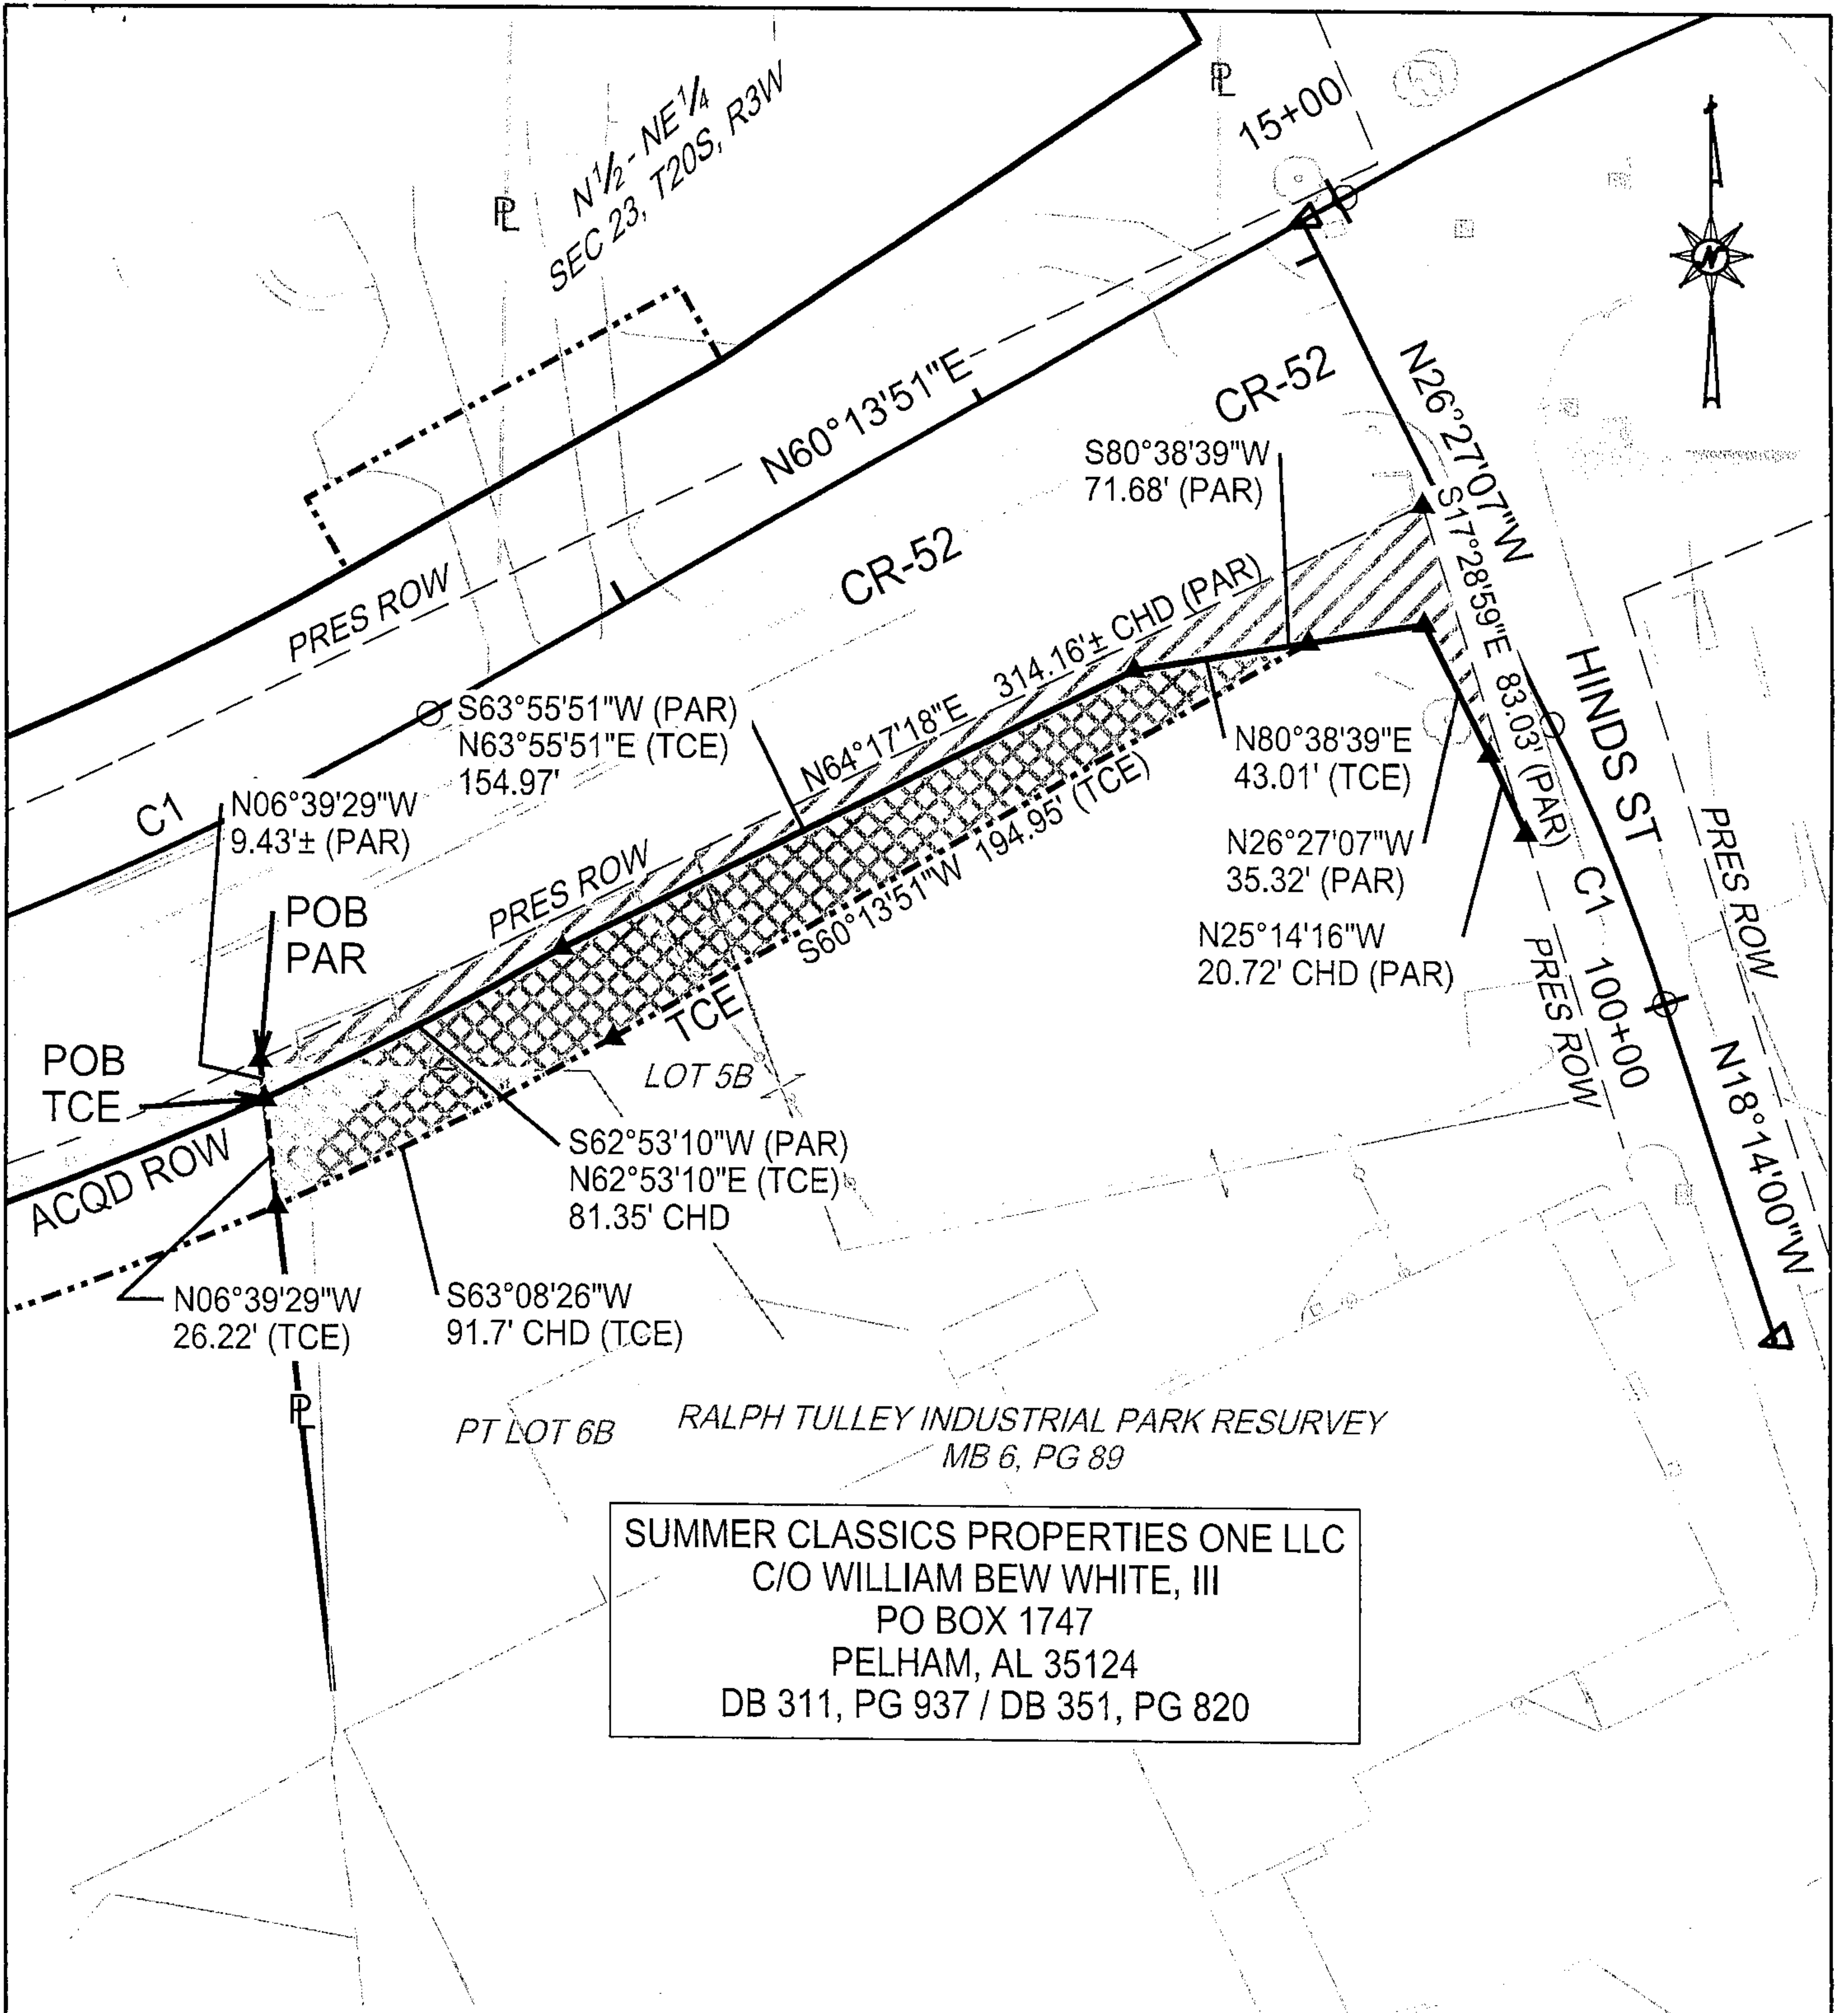 N1/2 - NE1/4
SEC 23, T20S, R3W
PL
PL
15+00
N
N60°13'51"E
CR-52
N26°27'07"W
S80°38'39"W
71.68' (PAR)
S17°28'59"E 83.03' (PAR)
CR-52
PRES ROW
HINDS ST
S63°55'51"W (PAR)
N63°55'51"E (TCE)
154.97'
N64°17'18"E 314.16'± CHD (PAR)
N80°38'39"E
43.01' (TCE)
C1
N06°39'29"W
9.43'± (PAR)
N26°27'07"W
35.32' (PAR)
PRES ROW
PRES ROW
S60°13'51"W 194.95' (TCE)
C1 100+00
POB
PAR
N25°14'16"W
20.72' CHD (PAR)
PRES ROW
TCE
POB
TCE
LOT 5B
N18°14'00"W
ACQD ROW
S62°53'10"W (PAR)
N62°53'10"E (TCE)
81.35' CHD
N06°39'29"W
26.22' (TCE)
S63°08'26"W
91.7' CHD (TCE)
PL
PT LOT 6B
RALPH TULLEY INDUSTRIAL PARK RESURVEY
MB 6, PG 89
SUMMER CLASSICS PROPERTIES ONE LLC
C/O WILLIAM BEW WHITE, III
PO BOX 1747
PELHAM, AL 35124
DB 311, PG 937 / DB 351, PG 820